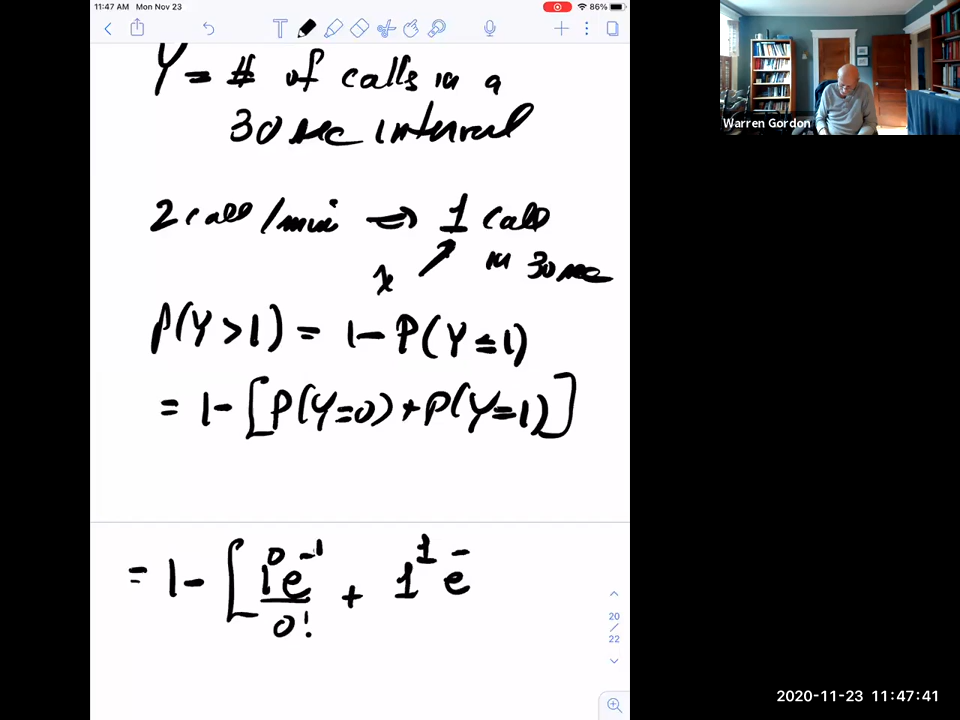 11:47 AM Mon Nov 23
86%
Y = # of calls in a
30 sec interval
2 call/min => 1 call
λ in 30 sec
P(Y > 1) = 1 - P(Y ≤ 1)
= 1 - [P(Y=0) + P(Y=1)]
= 1 - [1⁰e⁻¹/0! + 1¹e⁻
20
/
22
Warren Gordon
2020-11-23 11:47:41